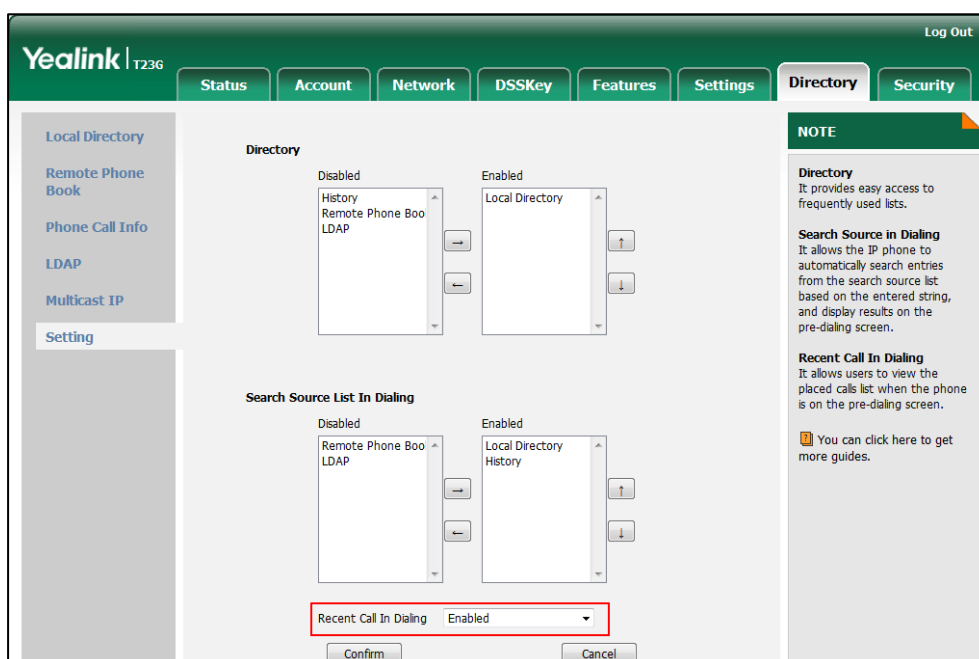 Log Out
Yealink | T23G
Status Account Network DSSKey Features Settings Directory Security
Local Directory
Remote Phone
Book
Phone Call Info
LDAP
Multicast IP
Setting
Directory
Disabled
History
Remote Phone Boo
LDAP
→
←
Enabled
Local Directory
↑
↓
Search Source List In Dialing
Disabled
Remote Phone Boo
LDAP
→
←
Enabled
Local Directory
History
↑
↓
Recent Call In Dialing Enabled
Confirm Cancel
NOTE
Directory
It provides easy access to
frequently used lists.
Search Source in Dialing
It allows the IP phone to
automatically search entries
from the search source list
based on the entered string,
and display results on the
pre-dialing screen.
Recent Call In Dialing
It allows users to view the
placed calls list when the phone
is on the pre-dialing screen.
? You can click here to get
more guides.